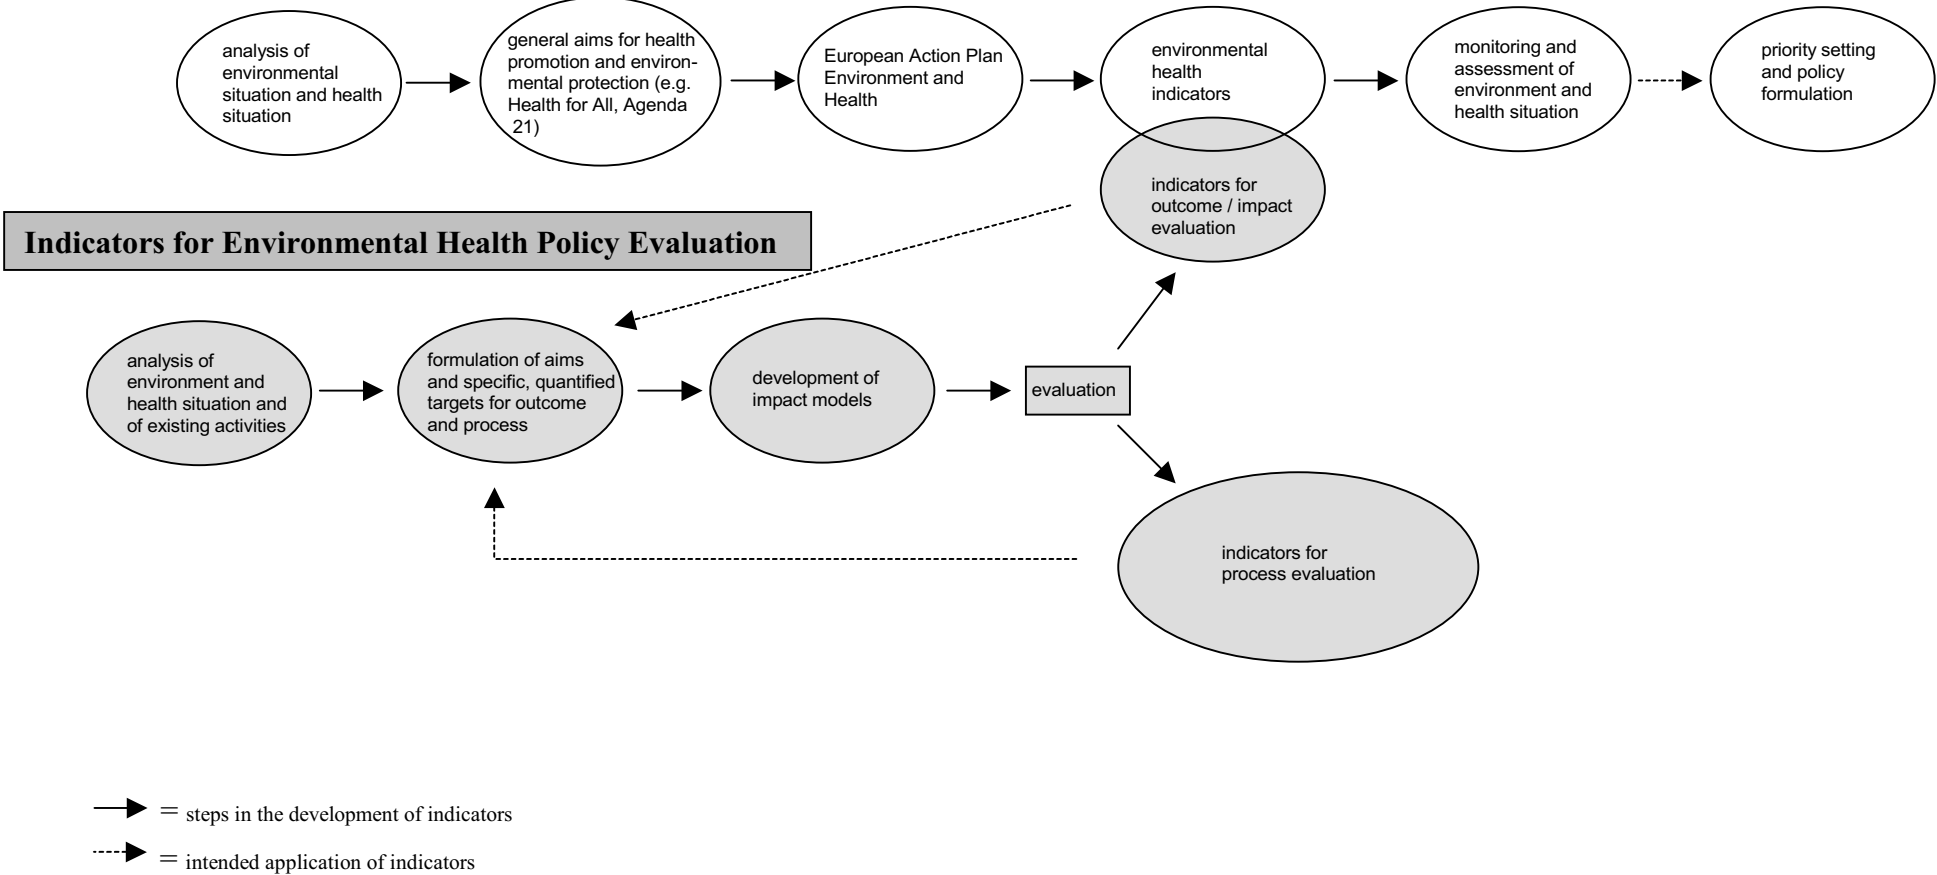 analysis of
environmental
situation and health
situation
general aims for health
promotion and environ-
mental protection (e.g.
Health for All, Agenda
21)
European Action Plan
Environment and
Health
environmental
health
indicators
monitoring and
assessment of
environment and
health situation
priority setting
and policy
formulation
indicators for
outcome / impact
evaluation
Indicators for Environmental Health Policy Evaluation
analysis of
environment and
health situation and
of existing activities
formulation of aims
and specific, quantified
targets for outcome
and process
development of
impact models
evaluation
indicators for
process evaluation
= steps in the development of indicators
= intended application of indicators